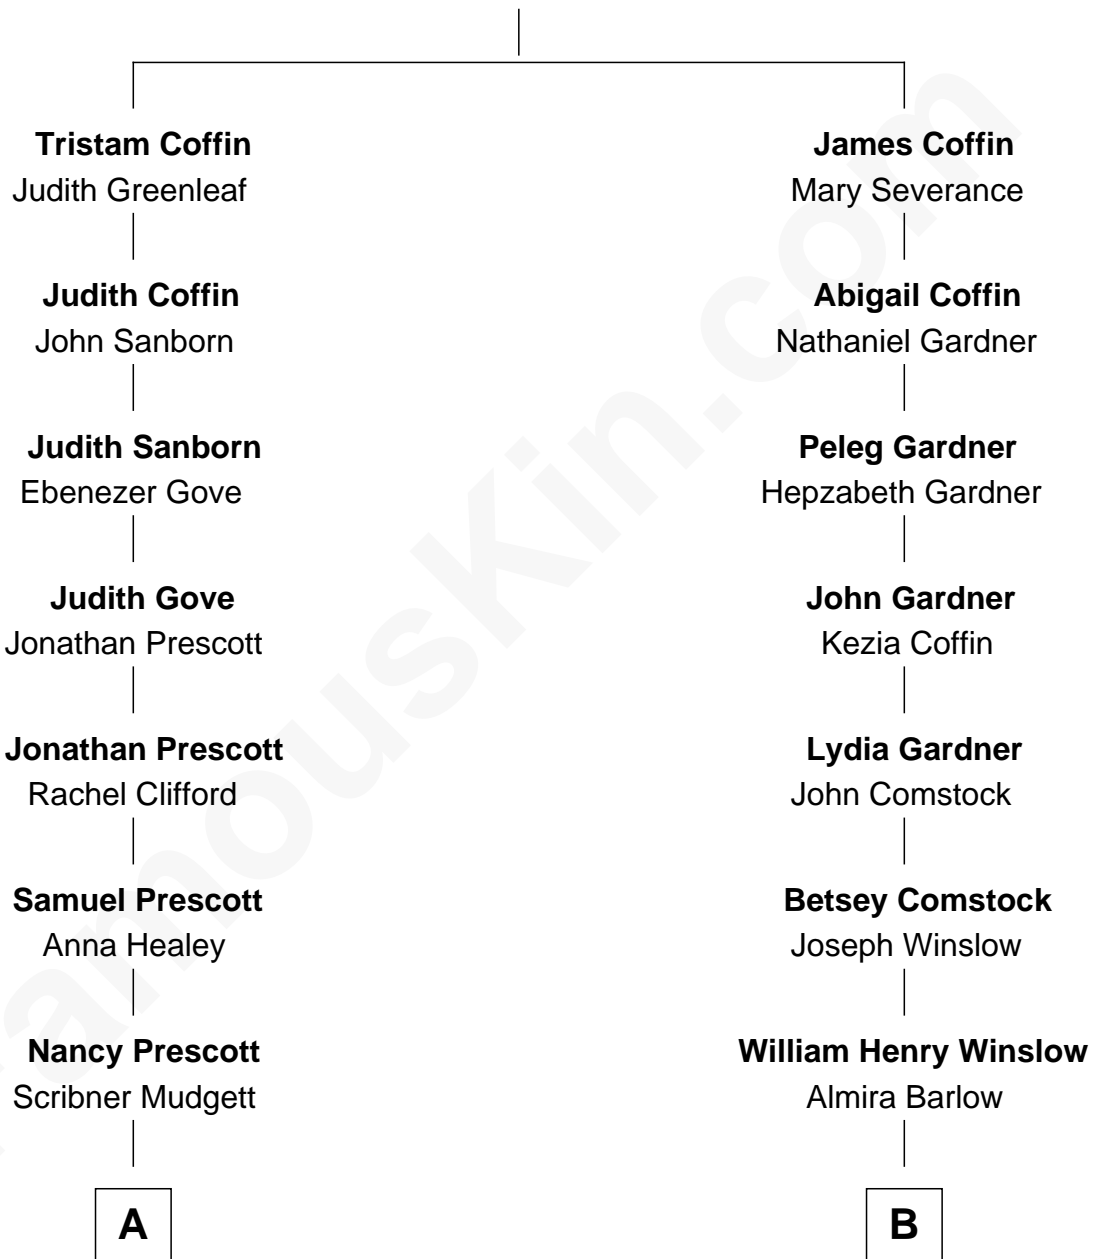 Tristam Coffin
Judith Greenleaf
Judith Coffin
John Sanborn
Judith Sanborn
Ebenezer Gove
Judith Gove
Jonathan Prescott
Jonathan Prescott
Rachel Clifford
Samuel Prescott
Anna Healey
Nancy Prescott
Scribner Mudgett
A
James Coffin
Mary Severance
Abigail Coffin
Nathaniel Gardner
Peleg Gardner
Hepzabeth Gardner
John Gardner
Kezia Coffin
Lydia Gardner
John Comstock
Betsey Comstock
Joseph Winslow
William Henry Winslow
Almira Barlow
B
FamousKin.com